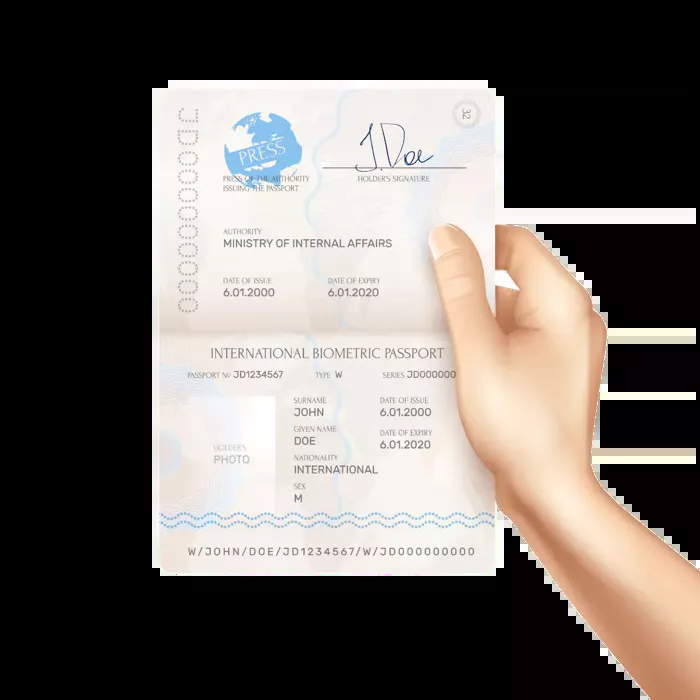 32
J. Doe
PRESS
PRESS OF THE AUTHORITY
ISSUING THE PASSPORT
HOLDER'S SIGNATURE
AUTHORITY
MINISTRY OF INTERNAL AFFAIRS
DATE OF ISSUE DATE OF EXPIRY
6.01.2000 6.01.2020
INTERNATIONAL BIOMETRIC PASSPORT
PASSPORT № JD1234567 TYPE W SERIES JD000000
SURNAME DATE OF ISSUE
JOHN 6.01.2000
GIVEN NAME DATE OF EXPIRY
DOE 6.01.2020
HOLDER'S
PHOTO
NATIONALITY
INTERNATIONAL
SEX
M
W/JOHN/DOE/JD1234567/W/JD000000000